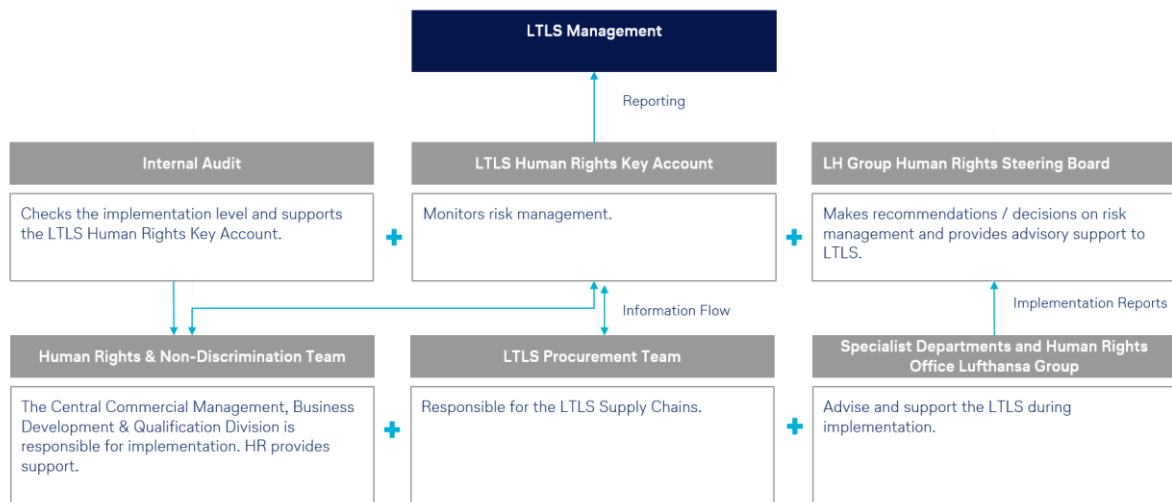 LTLS Management
Reporting
Internal Audit
LTLS Human Rights Key Account
LH Group Human Rights Steering Board
Checks the implementation level and supports
the LTLS Human Rights Key Account.
+
Monitors risk management.
+
Makes recommendations / decisions on risk
management and provides advisory support to
LTLS.
Information Flow
Implementation Reports
Human Rights & Non-Discrimination Team
LTLS Procurement Team
Specialist Departments and Human Rights
Office Lufthansa Group
The Central Commercial Management, Business
Development & Qualification Division is
responsible for implementation. HR provides
support.
+
Responsible for the LTLS Supply Chains.
+
Advise and support the LTLS during
implementation.